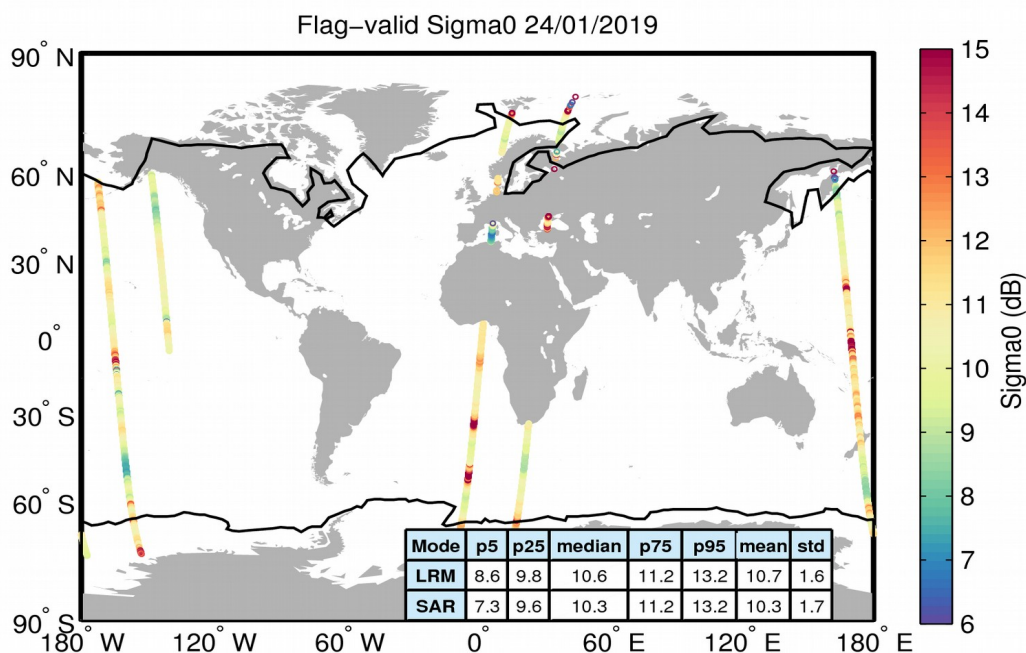 Flag−valid Sigma0 24/01/2019
90° N
60° N
30° N
0°
30° S
60° S
90° S
180° W
120° W
60° W
0°
60° E
120° E
180° E
15
14
13
12
11
10
9
8
7
6
Sigma0 (dB)
Mode p5 p25 median p75 p95 mean std
LRM 8.6 9.8 10.6 11.2 13.2 10.7 1.6
SAR 7.3 9.6 10.3 11.2 13.2 10.3 1.7